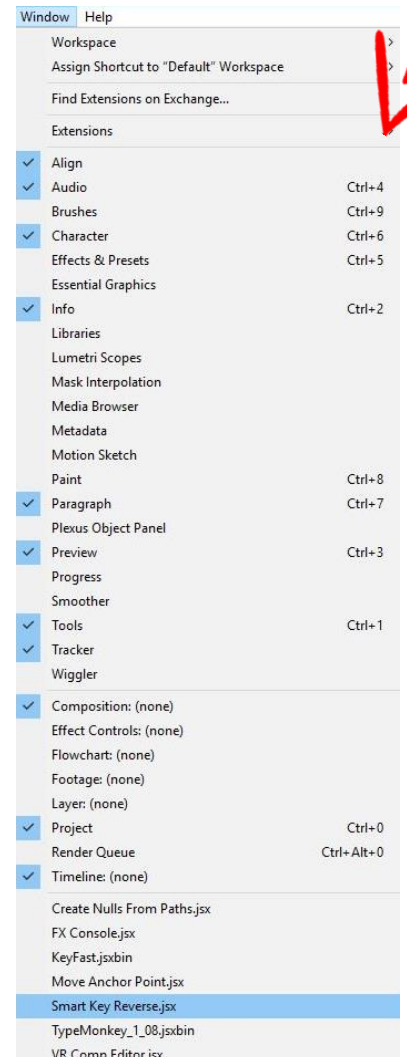 Window Help
Workspace >
Assign Shortcut to "Default" Workspace >
Find Extensions on Exchange...
Extensions
Align
Audio Ctrl+4
Brushes Ctrl+9
Character Ctrl+6
Effects & Presets Ctrl+5
Essential Graphics
Info Ctrl+2
Libraries
Lumetri Scopes
Mask Interpolation
Media Browser
Metadata
Motion Sketch
Paint Ctrl+8
Paragraph Ctrl+7
Plexus Object Panel
Preview Ctrl+3
Progress
Smoother
Tools Ctrl+1
Tracker
Wiggler
Composition: (none)
Effect Controls: (none)
Flowchart: (none)
Footage: (none)
Layer: (none)
Project Ctrl+0
Render Queue Ctrl+Alt+0
Timeline: (none)
Create Nulls From Paths.jsx
FX Console.jsx
KeyFast.jsxbin
Move Anchor Point.jsx
Smart Key Reverse.jsx
TypeMonkey_1_08.jsxbin
VR Comp Editor.jsx